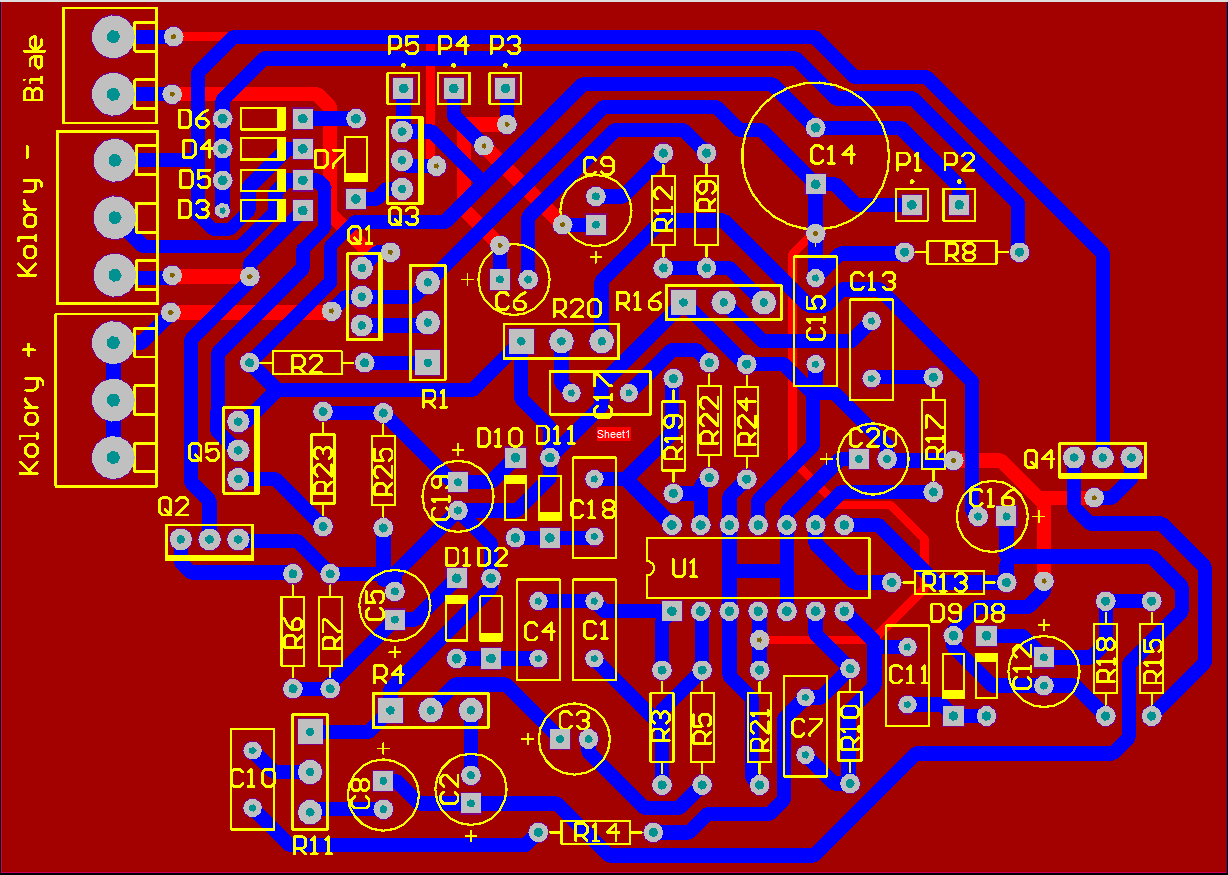 Białe
Kolory -
Kolory +
P5 P4 P3
D6
D4
D5
D3
D7
Q3
Q1
C9
C14
P1 P2
R12 R9
R8
C6
R20
R16
C15
C13
R2
R1
C17
Sheet1
R19 R22 R24
C20
R17
Q5
R23 R25
D10 D11
C19
C18
Q4
C16
Q2
U1
D1 D2
R13
C5
R6 R7
C4
C1
D9 D8
C11
C12
R18 R15
R4
C3
R3 R5
R21
C7
R10
C10
C8
C2
R11
R14